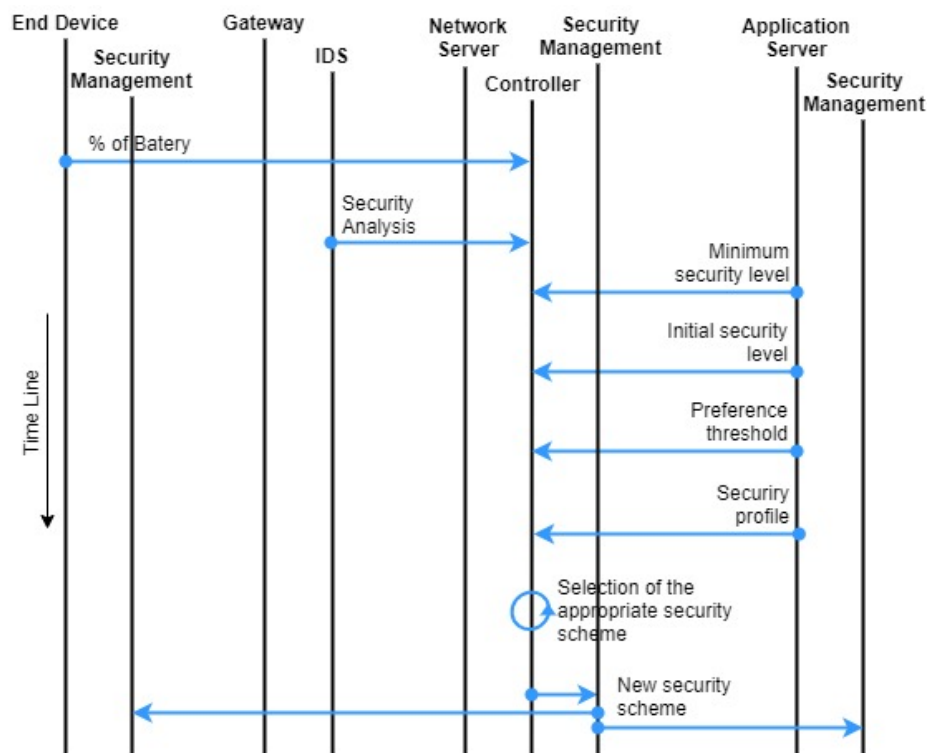 End Device
Gateway
Network
Server
Security
Management
Application
Server
Security
Management
IDS
Controller
Security
Management
% of Batery
Security
Analysis
Minimum
security level
Initial security
level
Time Line
Preference
threshold
Securiry
profile
Selection of the
appropriate security
scheme
New security
scheme